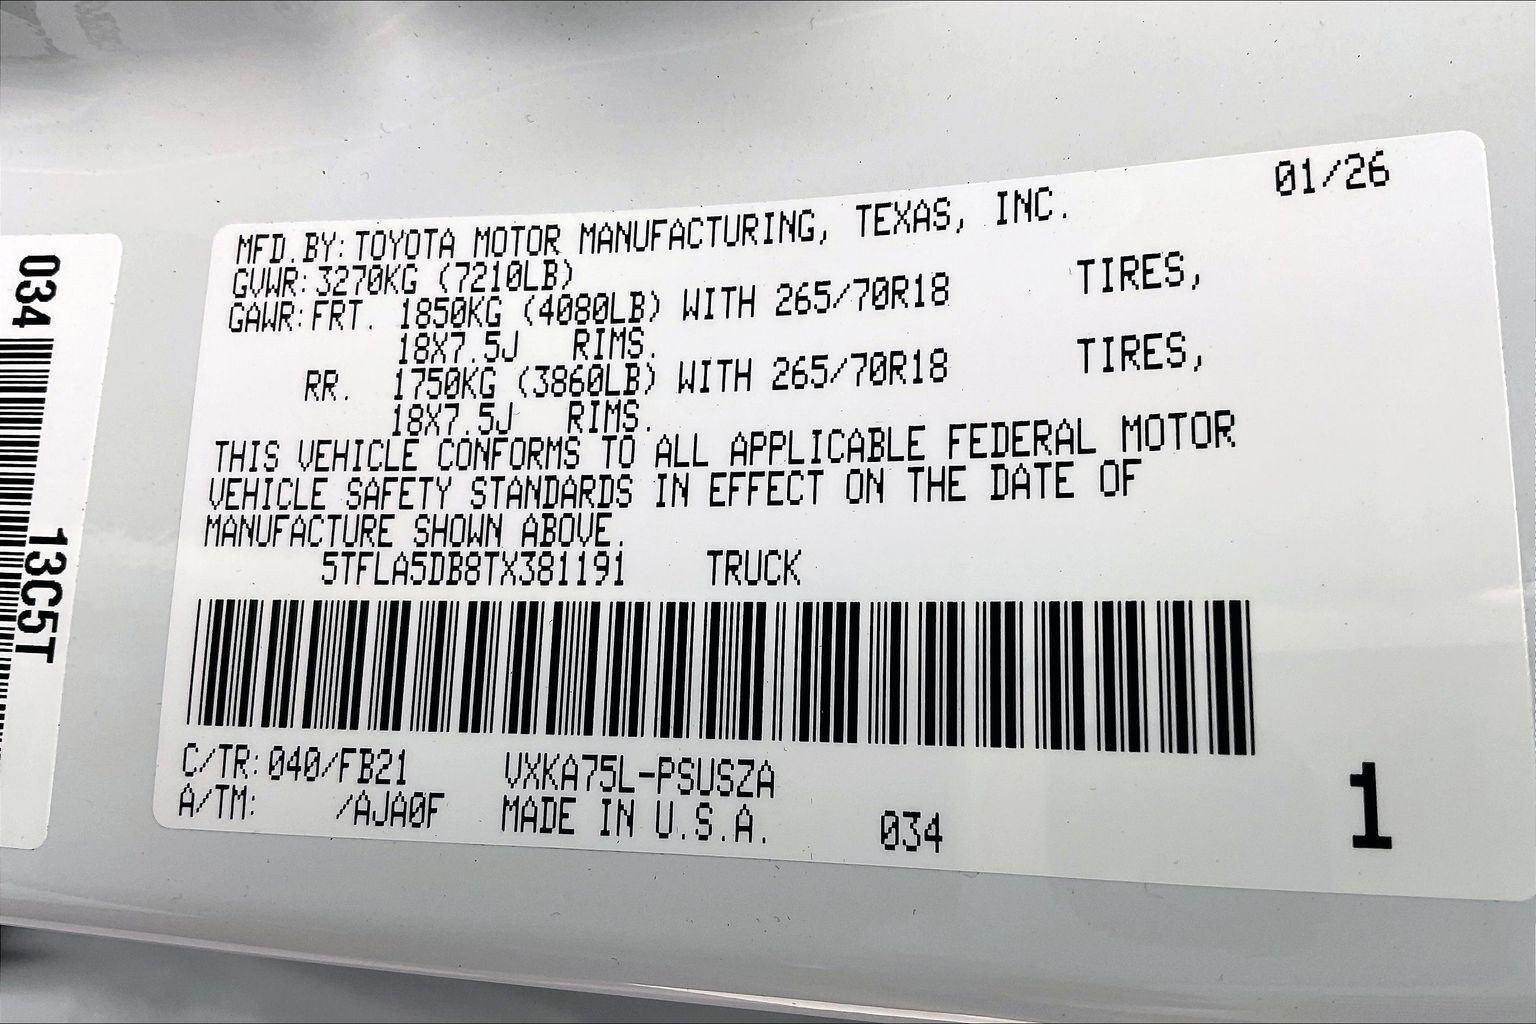 034
13C5T
01/26
MFD.BY:TOYOTA MOTOR MANUFACTURING, TEXAS, INC.
GVWR:3270KG (7210LB)
GAWR:FRT. 1850KG (4080LB) WITH 265/70R18 TIRES,
18X7.5J RIMS.
RR. 1750KG (3860LB) WITH 265/70R18 TIRES,
18X7.5J RIMS.
THIS VEHICLE CONFORMS TO ALL APPLICABLE FEDERAL MOTOR
VEHICLE SAFETY STANDARDS IN EFFECT ON THE DATE OF
MANUFACTURE SHOWN ABOVE.
5TFLA5DB8TX381191 TRUCK
C/TR:040/FB21 VXKA75L-PSUSZA
A/TM: /AJA0F MADE IN U.S.A. 034
1